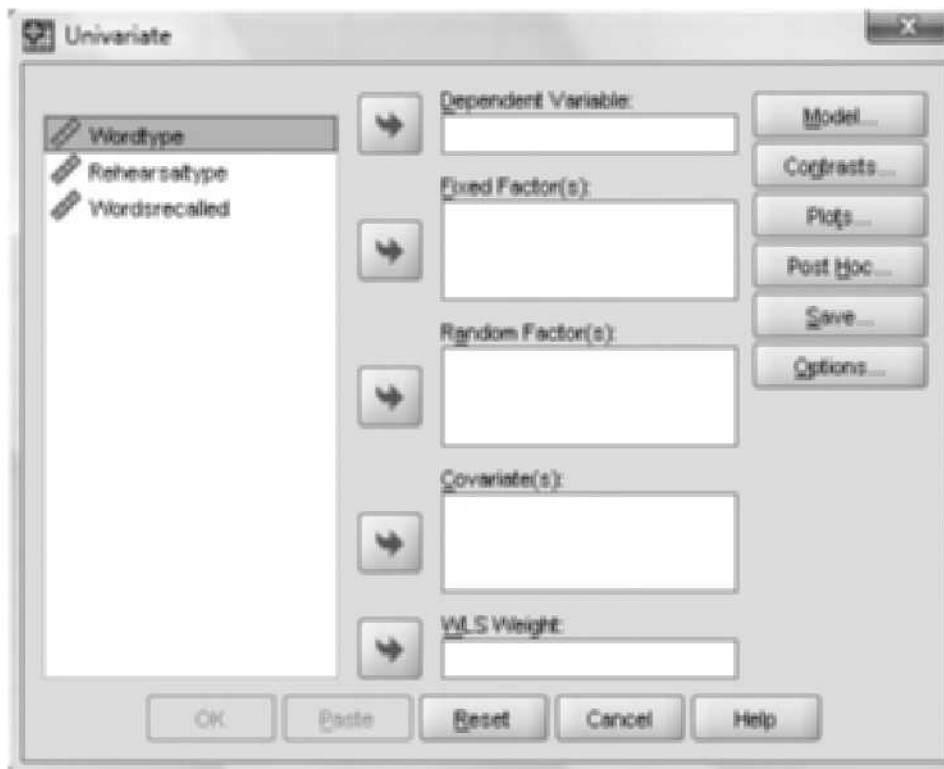 Univariate
Wordtype
Rehearsaltype
Wordsrecalled
Dependent Variable:
Fixed Factor(s):
Random Factor(s):
Covariate(s):
WLS Weight:
Model...
Contrasts...
Plots...
Post Hoc...
Save...
Options...
OK
Paste
Reset
Cancel
Help